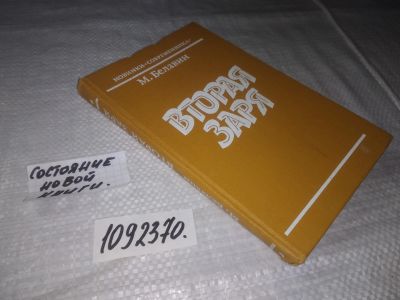 НОВИНКИ «СОВРЕМЕННИКА»
М. Белавин
ВТОРАЯ
ЗАРЯ
СОСТОЯНИЕ
НОВОЙ
КНИГИ.
1092370.